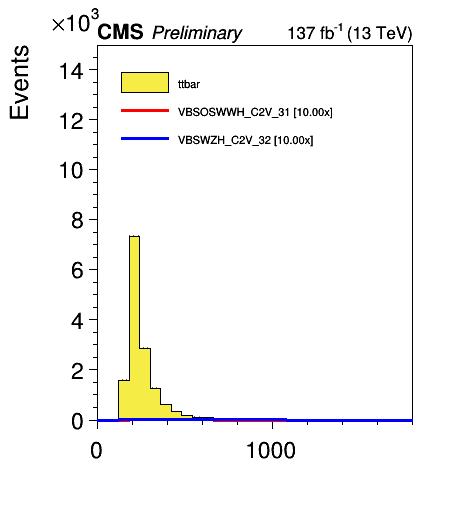 ×10³
CMS Preliminary 137 fb⁻¹ (13 TeV)
Events
14
12
10
8
6
4
2
0
ttbar
VBSOSWWH_C2V_31 [10.00x]
VBSWZH_C2V_32 [10.00x]
0 1000